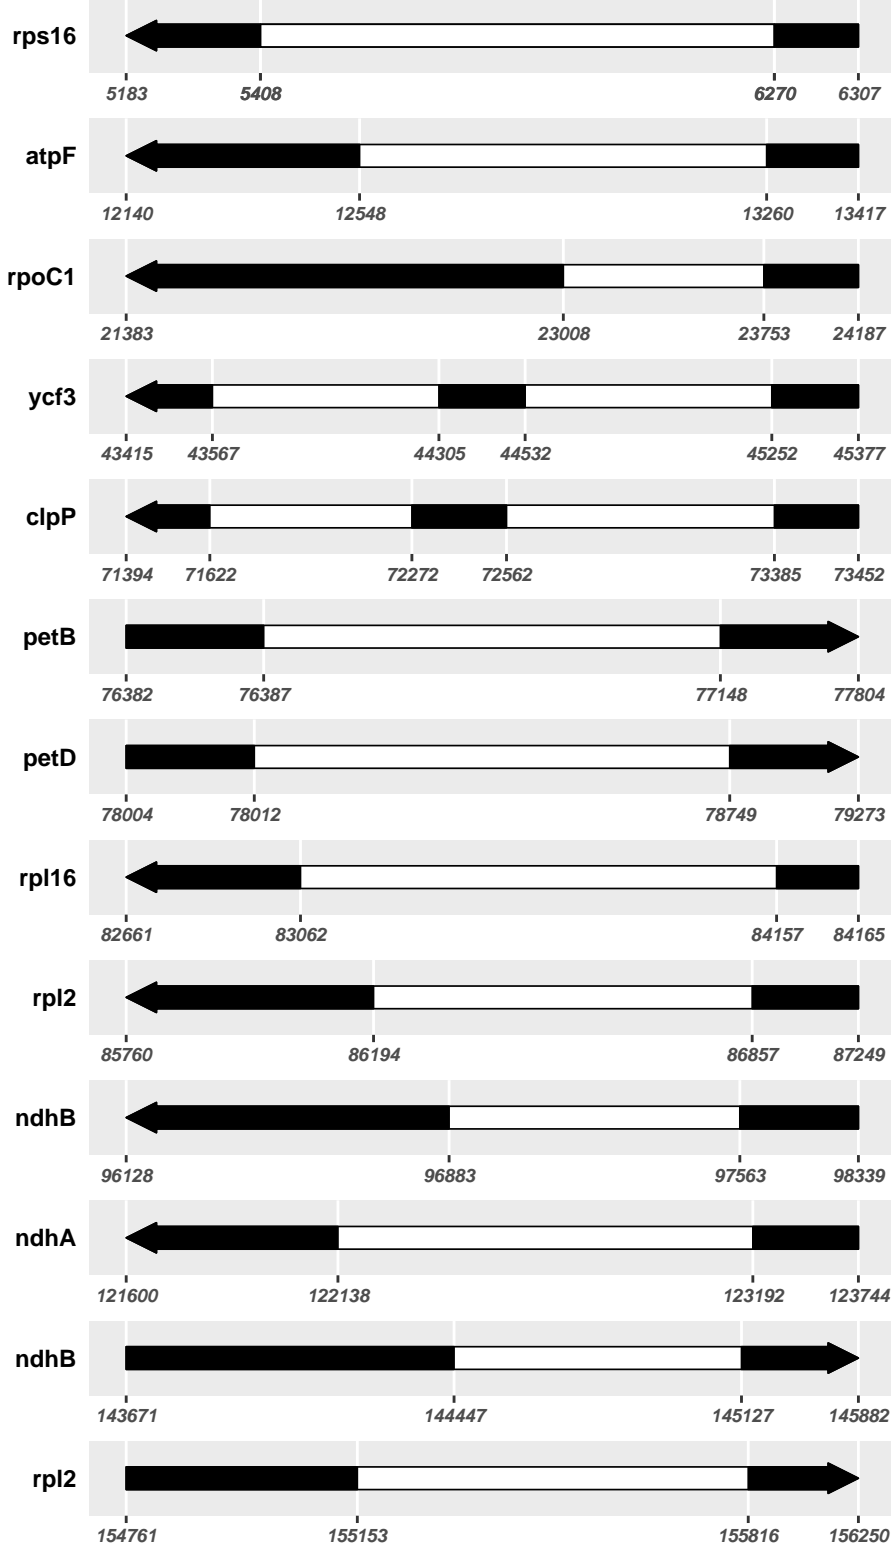 rps16
5183 5408 6270 6307
atpF
12140 12548 13260 13417
rpoC1
21383 23008 23753 24187
ycf3
43415 43567 44305 44532 45252 45377
clpP
71394 71622 72272 72562 73385 73452
petB
76382 76387 77148 77804
petD
78004 78012 78749 79273
rpl16
82661 83062 84157 84165
rpl2
85760 86194 86857 87249
ndhB
96128 96883 97563 98339
ndhA
121600 122138 123192 123744
ndhB
143671 144447 145127 145882
rpl2
154761 155153 155816 156250